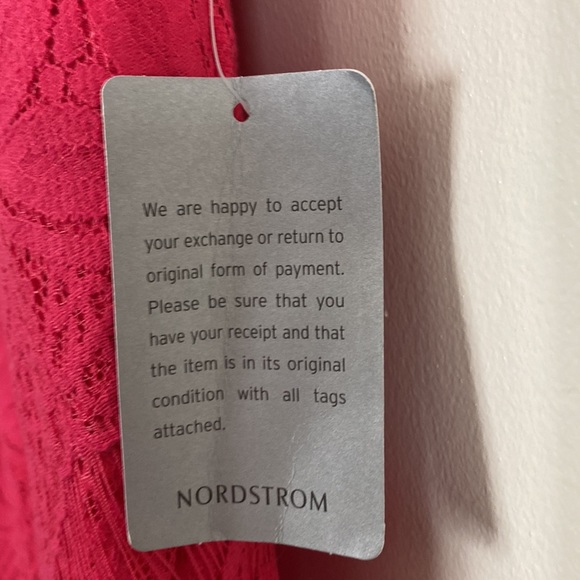 We are happy to accept
your exchange or return to
original form of payment.
Please be sure that you
have your receipt and that
the item is in its original
condition with all tags
attached.
NORDSTROM